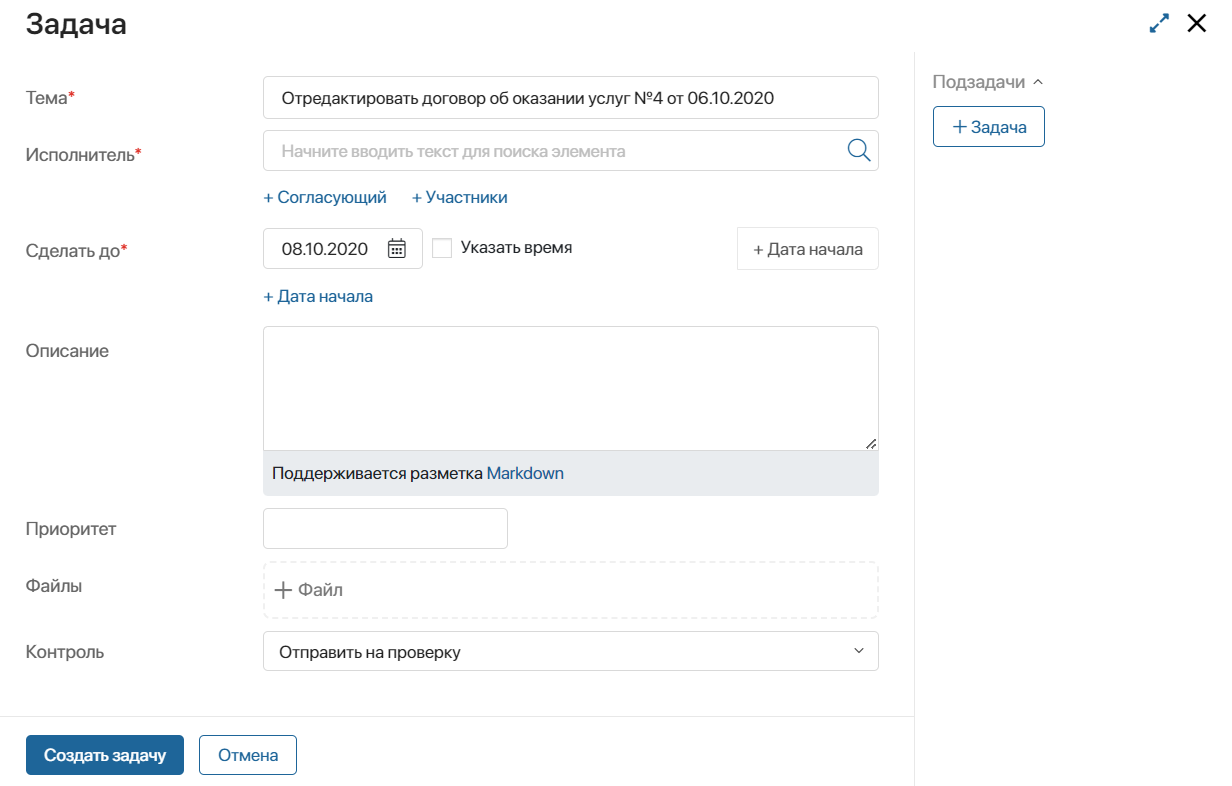 Задача
Тема*
Отредактировать договор об оказании услуг №4 от 06.10.2020
Исполнитель*
Начните вводить текст для поиска элемента
+ Согласующий + Участники
Сделать до*
08.10.2020
Указать время
+ Дата начала
+ Дата начала
Описание
Поддерживается разметка Markdown
Приоритет
Файлы
+ Файл
Контроль
Отправить на проверку
Создать задачу
Отмена
Подзадачи
+ Задача